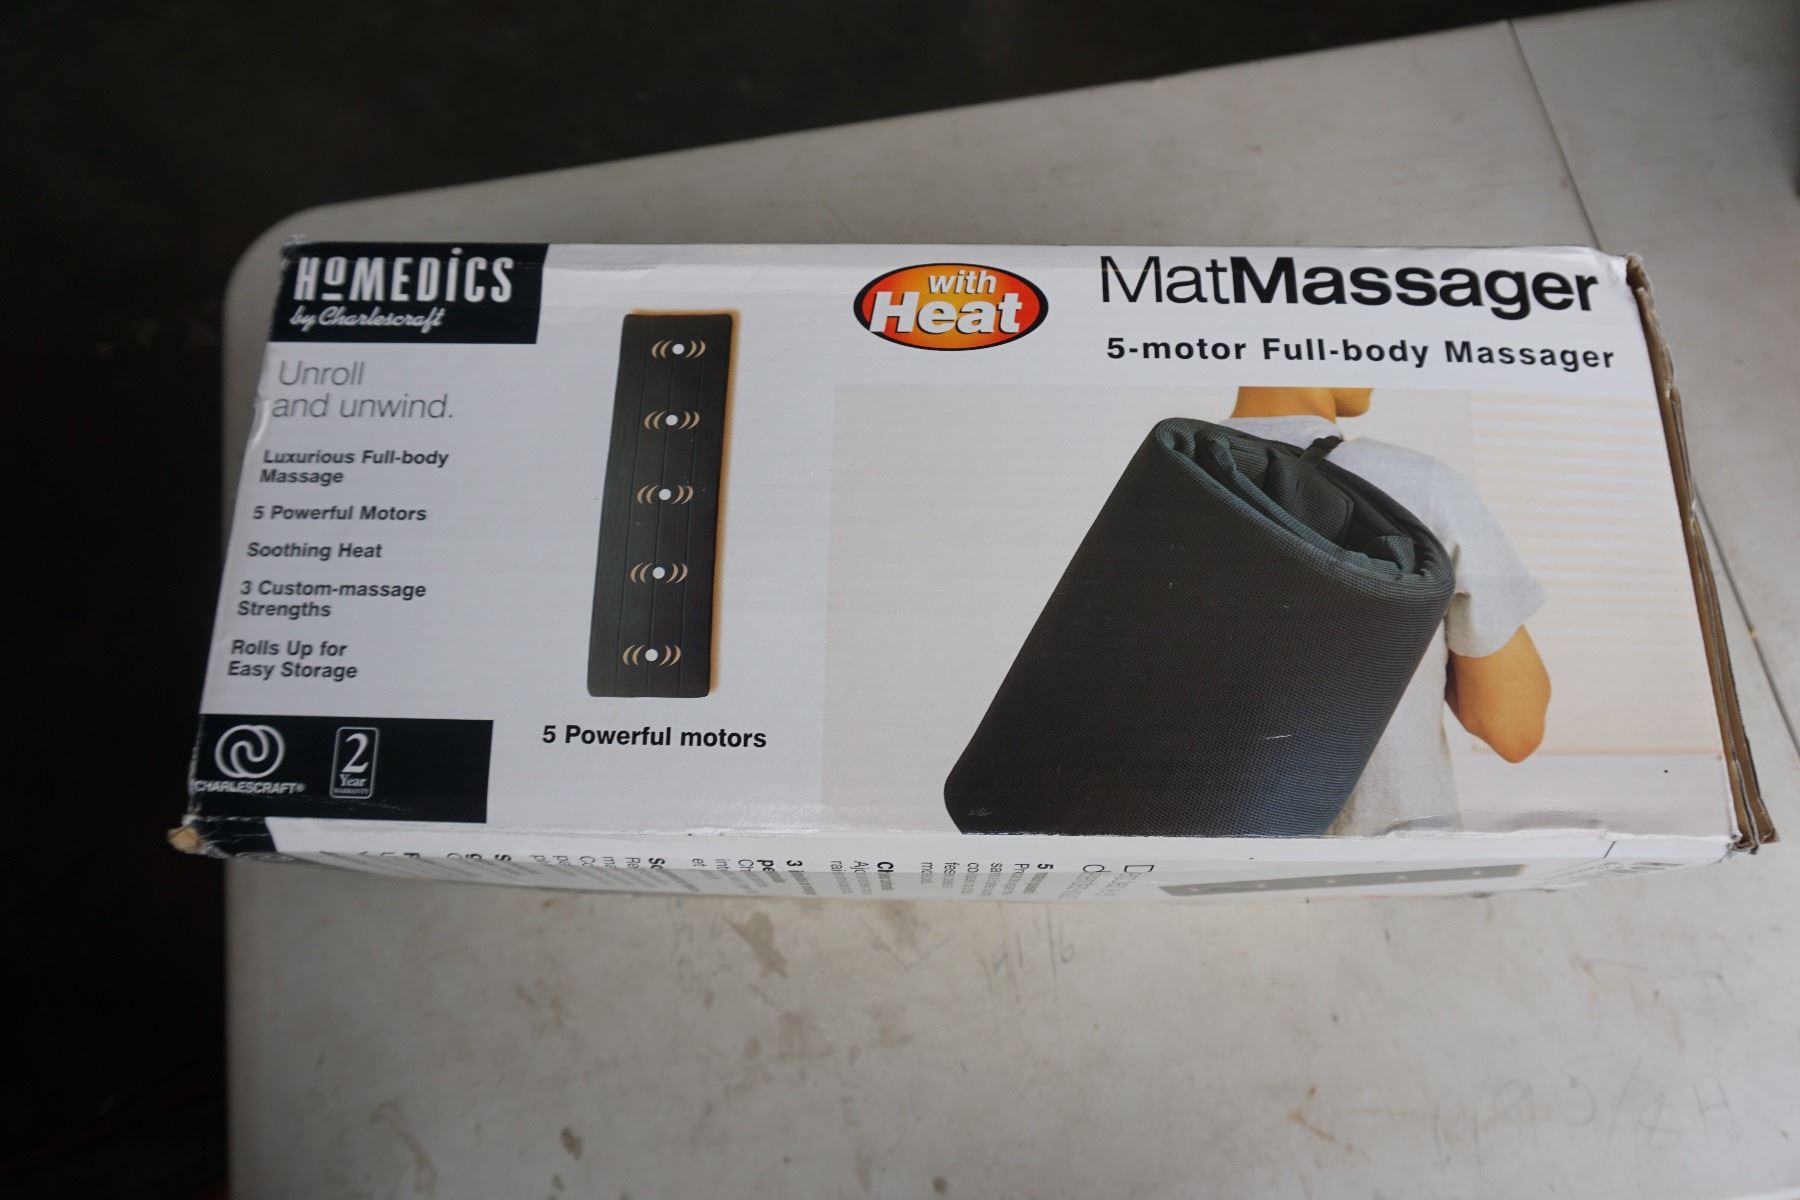 HoMEDiCS
by Charlescraft
Unroll
and unwind.
Luxurious Full-body
Massage
5 Powerful Motors
Soothing Heat
3 Custom-massage
Strengths
Rolls Up for
Easy Storage
CHARLESCRAFT®
2
Year
WARRANTY
5 Powerful motors
with
Heat
MatMassager
5-motor Full-body Massager